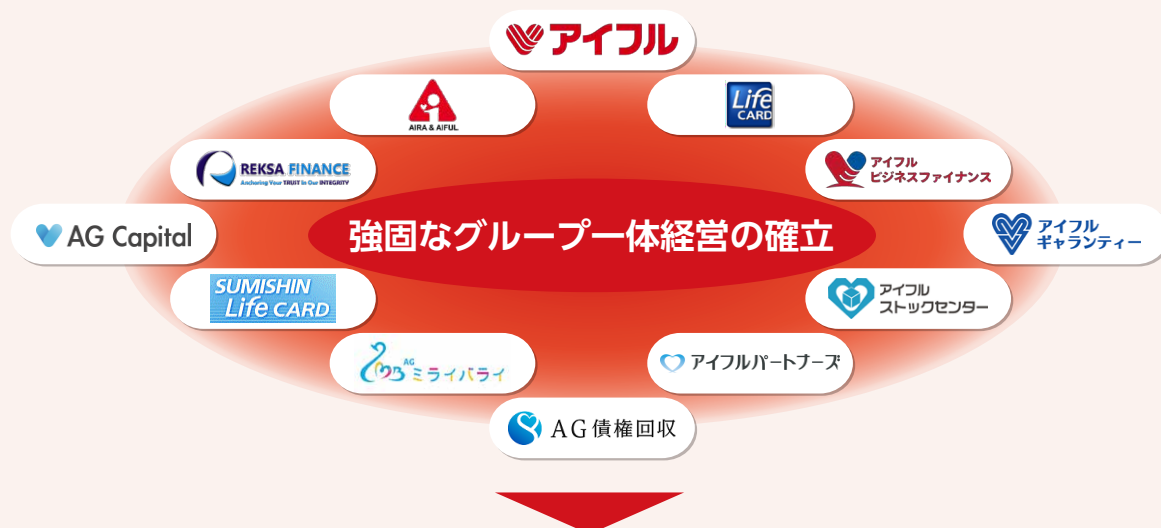 アイフル
AIRA & AIFUL
Life
CARD
REKSA FINANCE
Anchoring Your TRUST In Our INTEGRITY
アイフル
ビジネスファイナンス
AG Capital
強固なグループ一体経営の確立
アイフル
ギャランティー
SUMISHIN
Life CARD
アイフル
ストックセンター
AG
ミライバライ
アイフルパートナーズ
AG債権回収